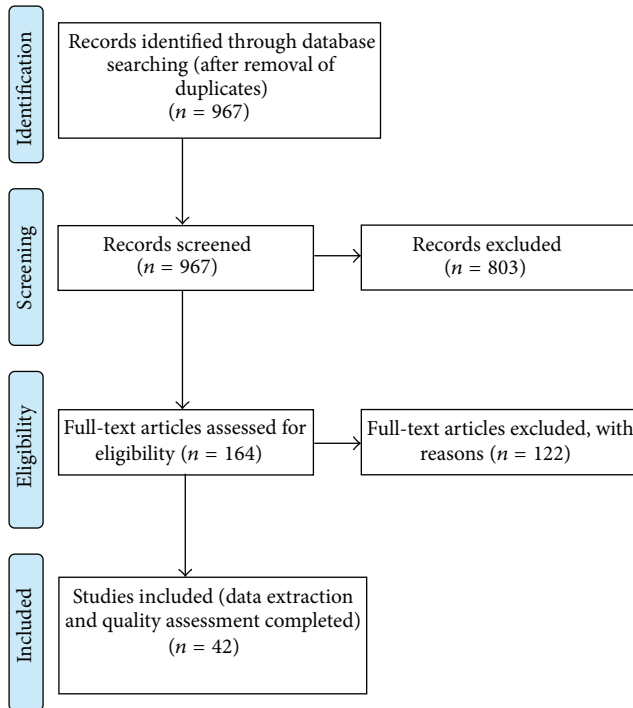 Identification
Records identified through database
searching (after removal of
duplicates)
(n = 967)
Screening
Records screened
(n = 967)
Records excluded
(n = 803)
Eligibility
Full-text articles assessed for
eligibility (n = 164)
Full-text articles excluded, with
reasons (n = 122)
Included
Studies included (data extraction
and quality assessment completed)
(n = 42)